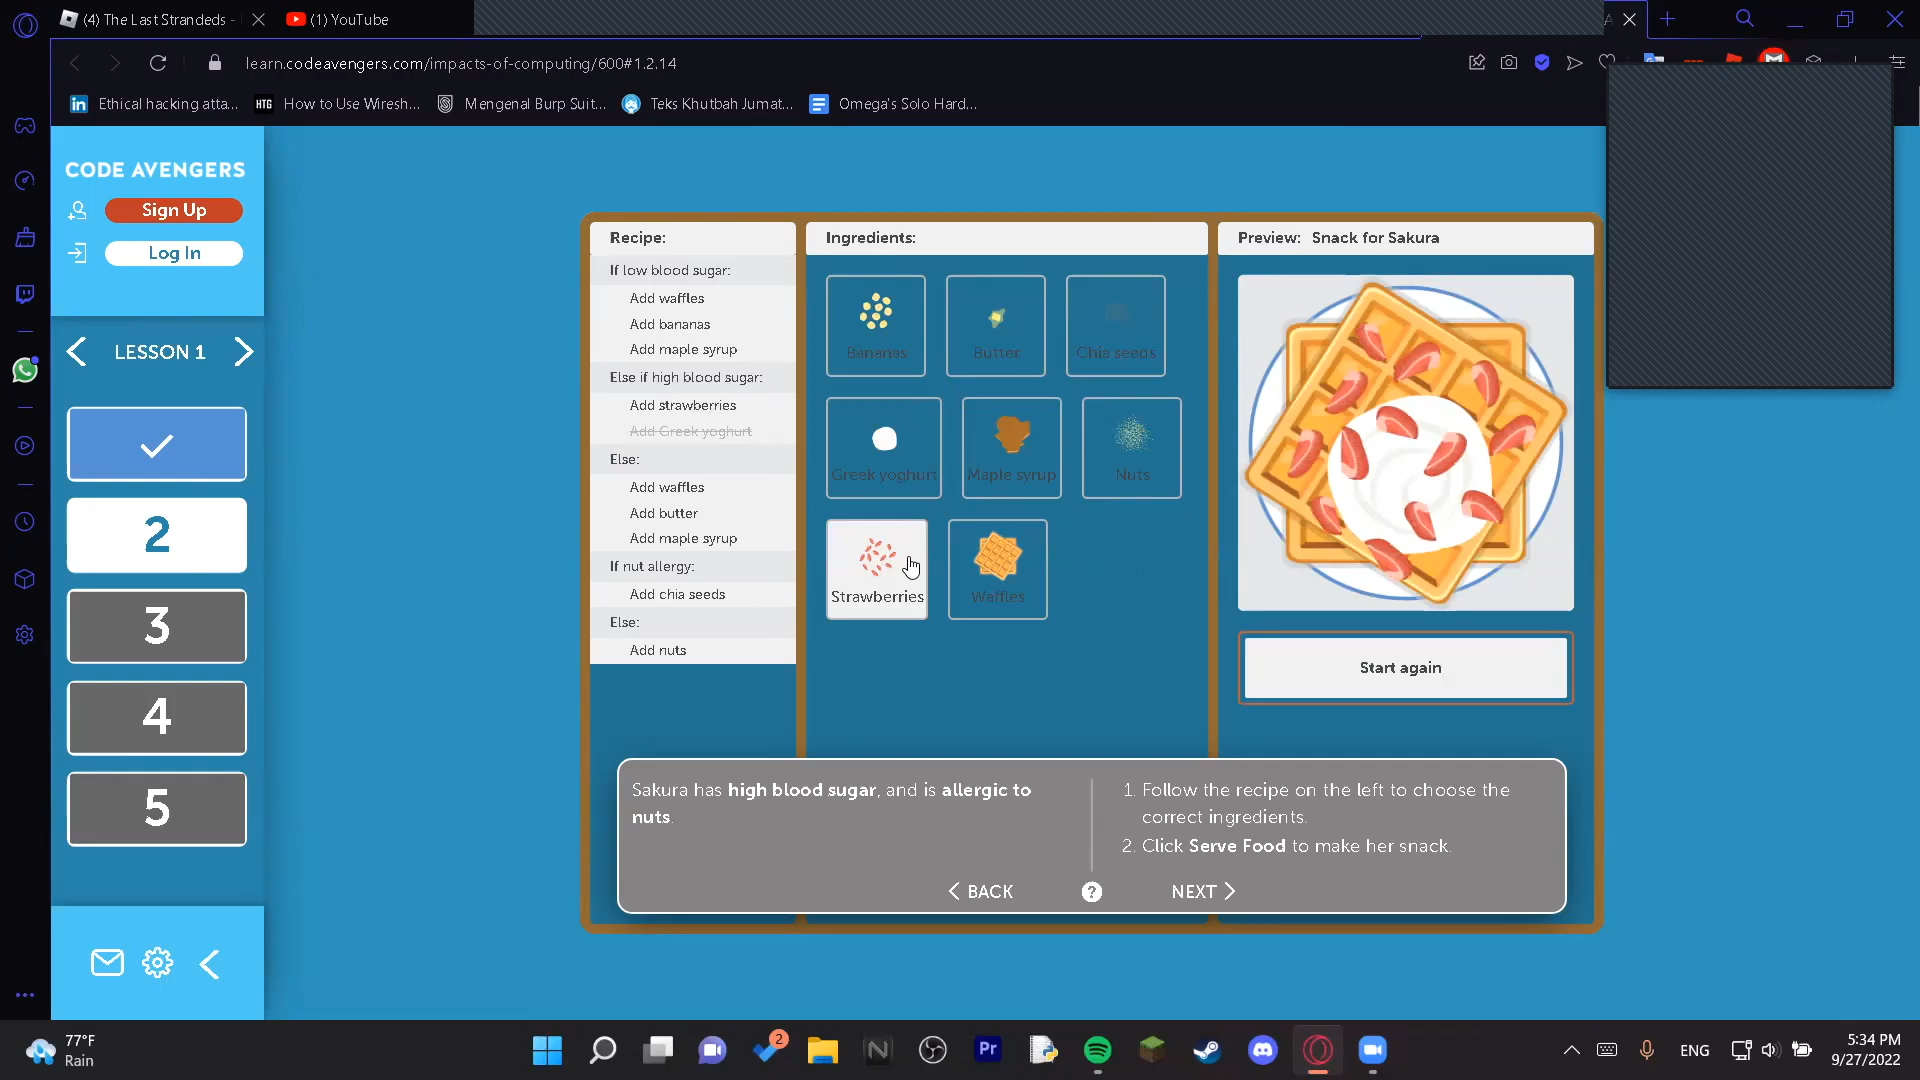 (4) The Last Strandeds -
(1) YouTube
learn.codeavengers.com/impacts-of-computing/600#1.2.14
Ethical hacking atta...
HTG How to Use Wiresh...
Mengenal Burp Suit...
Teks Khutbah Jumat...
Omega's Solo Hard...
CODE AVENGERS
Sign Up
Log In
LESSON 1
2
3
4
5
Recipe:
If low blood sugar:
Add waffles
Add bananas
Add maple syrup
Else if high blood sugar:
Add strawberries
Add Greek yoghurt
Else:
Add waffles
Add butter
Add maple syrup
If nut allergy:
Add chia seeds
Else:
Add nuts
Ingredients:
Bananas
Butter
Chia seeds
Greek yoghurt
Maple syrup
Nuts
Strawberries
Waffles
Preview: Snack for Sakura
Start again
Sakura has high blood sugar, and is allergic to
nuts.
1. Follow the recipe on the left to choose the
correct ingredients.
2. Click Serve Food to make her snack.
BACK
?
NEXT
77°F
Rain
2
Pr
ENG
5:34 PM
9/27/2022